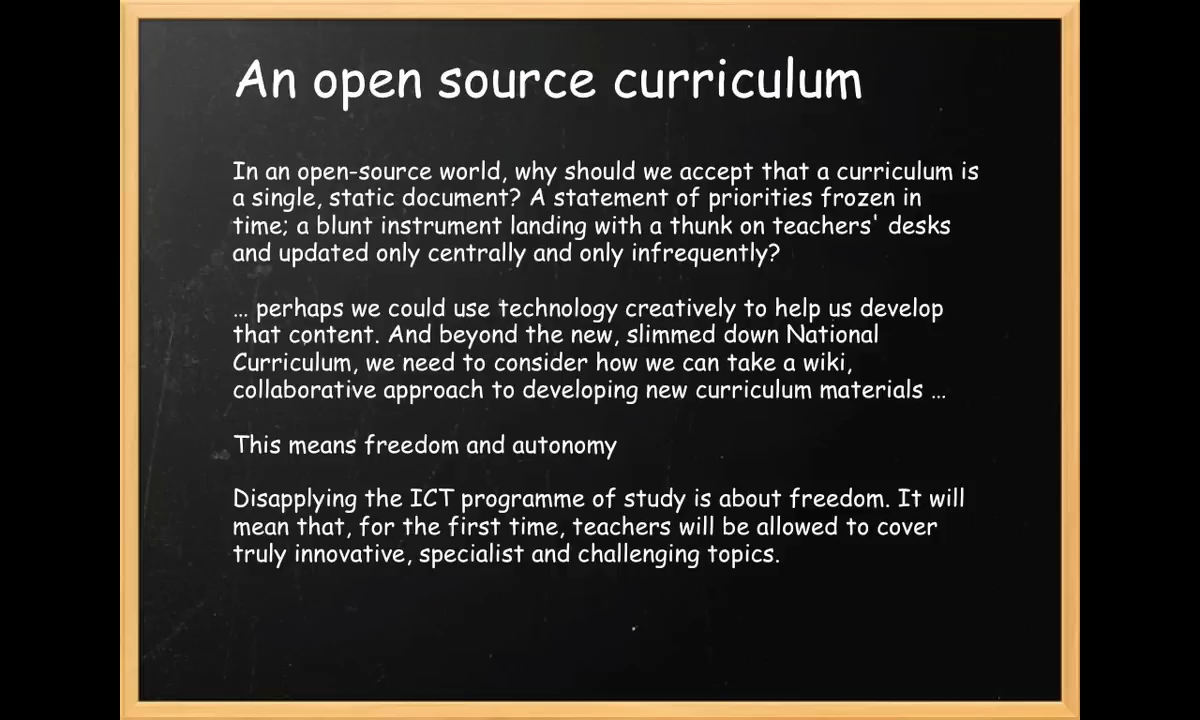 An open source curriculum
In an open-source world, why should we accept that a curriculum is
a single, static document? A statement of priorities frozen in
time; a blunt instrument landing with a thunk on teachers' desks
and updated only centrally and only infrequently?
… perhaps we could use technology creatively to help us develop
that content. And beyond the new, slimmed down National
Curriculum, we need to consider how we can take a wiki,
collaborative approach to developing new curriculum materials …
This means freedom and autonomy
Disapplying the ICT programme of study is about freedom. It will
mean that, for the first time, teachers will be allowed to cover
truly innovative, specialist and challenging topics.